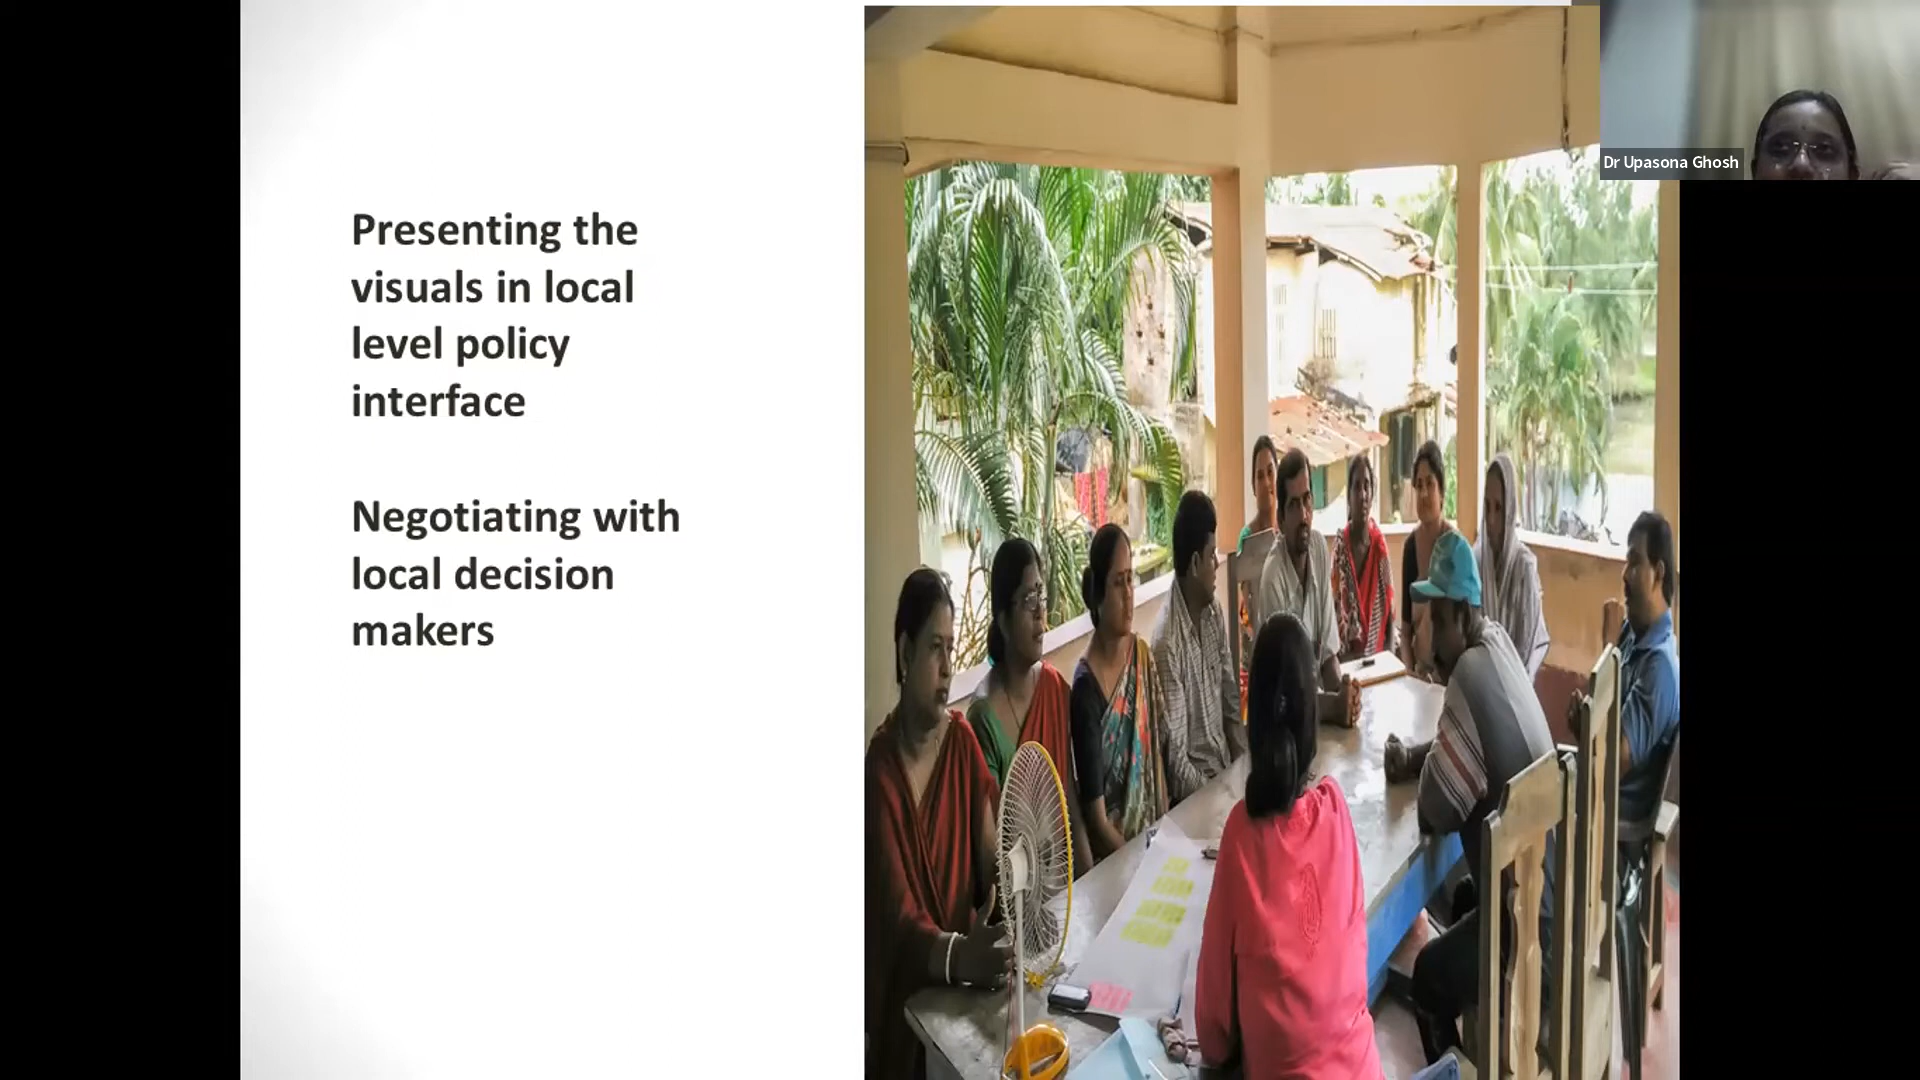 Presenting the
visuals in local
level policy
interface
Negotiating with
local decision
makers
Dr Upasona Ghosh